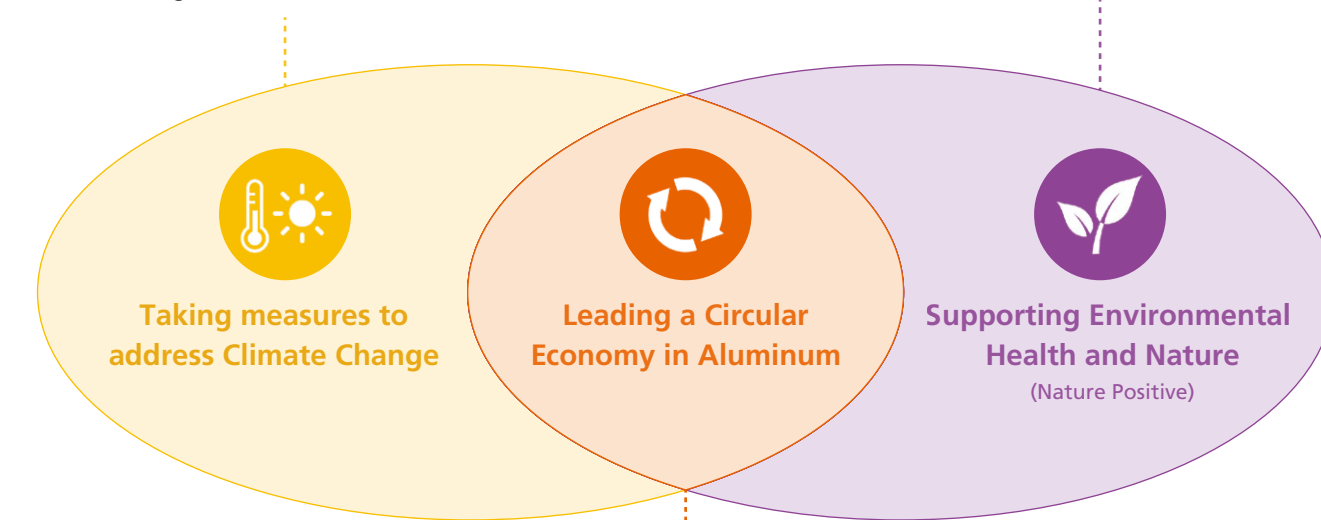 Taking measures to
address Climate Change
Leading a Circular
Economy in Aluminum
Supporting Environmental
Health and Nature
(Nature Positive)